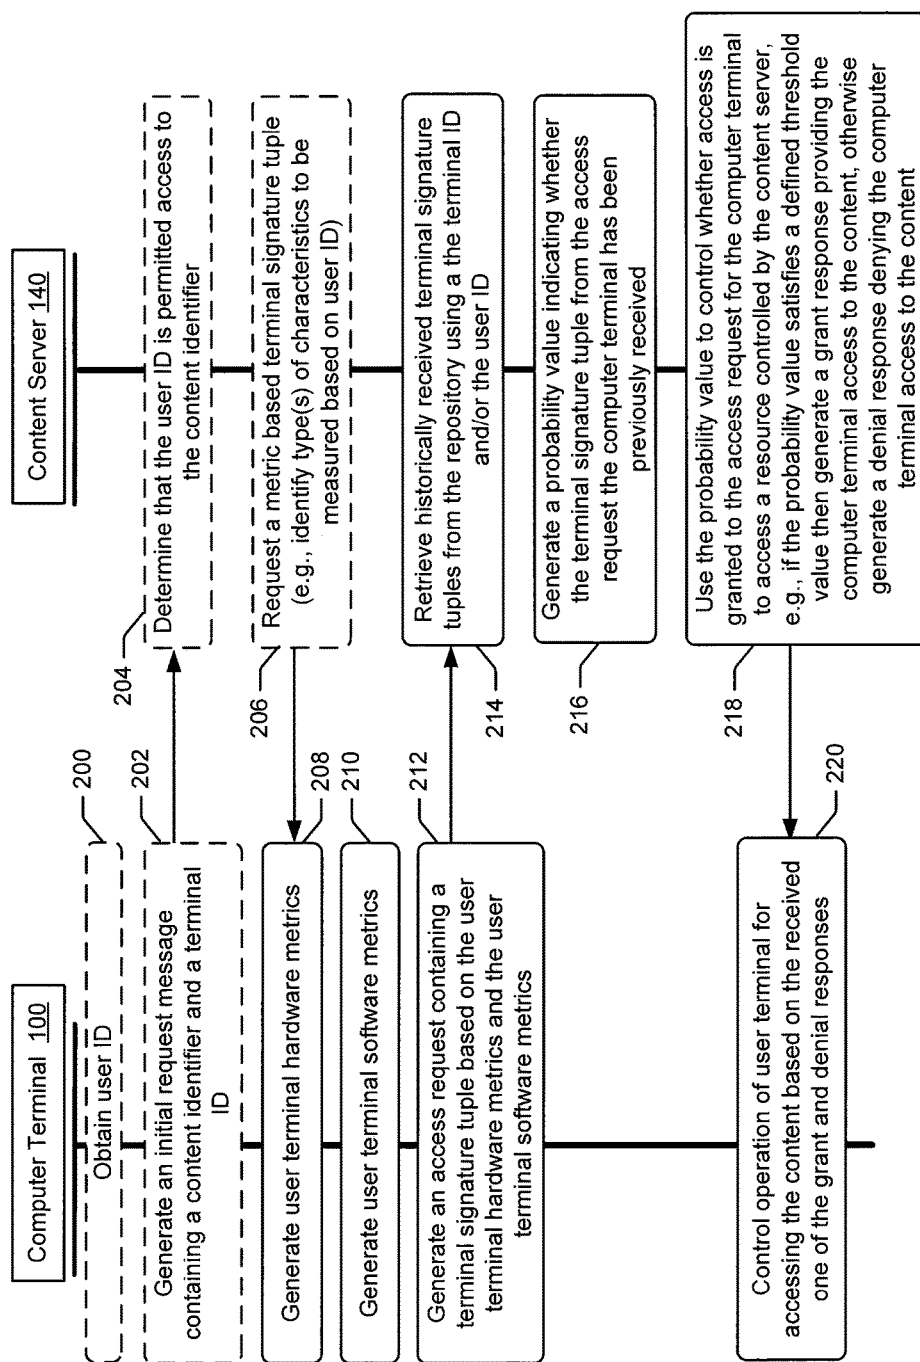 Computer Terminal 100
Content Server 140
Obtain user ID
200
Generate an initial request message
containing a content identifier and a terminal
ID
202
204
Determine that the user ID is permitted access to
the content identifier
206
Request a metric based terminal signature tuple
(e.g., identify type(s) of characteristics to be
measured based on user ID)
Generate user terminal hardware metrics
208
Generate user terminal software metrics
210
Generate an access request containing a
terminal signature tuple based on the user
terminal hardware metrics and the user
terminal software metrics
212
214
Retrieve historically received terminal signature
tuples from the repository using a the terminal ID
and/or the user ID
216
Generate a probability value indicating whether
the terminal signature tuple from the access
request the computer terminal has been
previously received
218
Use the probability value to control whether access is
granted to the access request for the computer terminal
to access a resource controlled by the content server,
e.g., if the probability value satisfies a defined threshold
value then generate a grant response providing the
computer terminal access to the content, otherwise
generate a denial response denying the computer
terminal access to the content
Control operation of user terminal for
accessing the content based on the received
one of the grant and denial responses
220